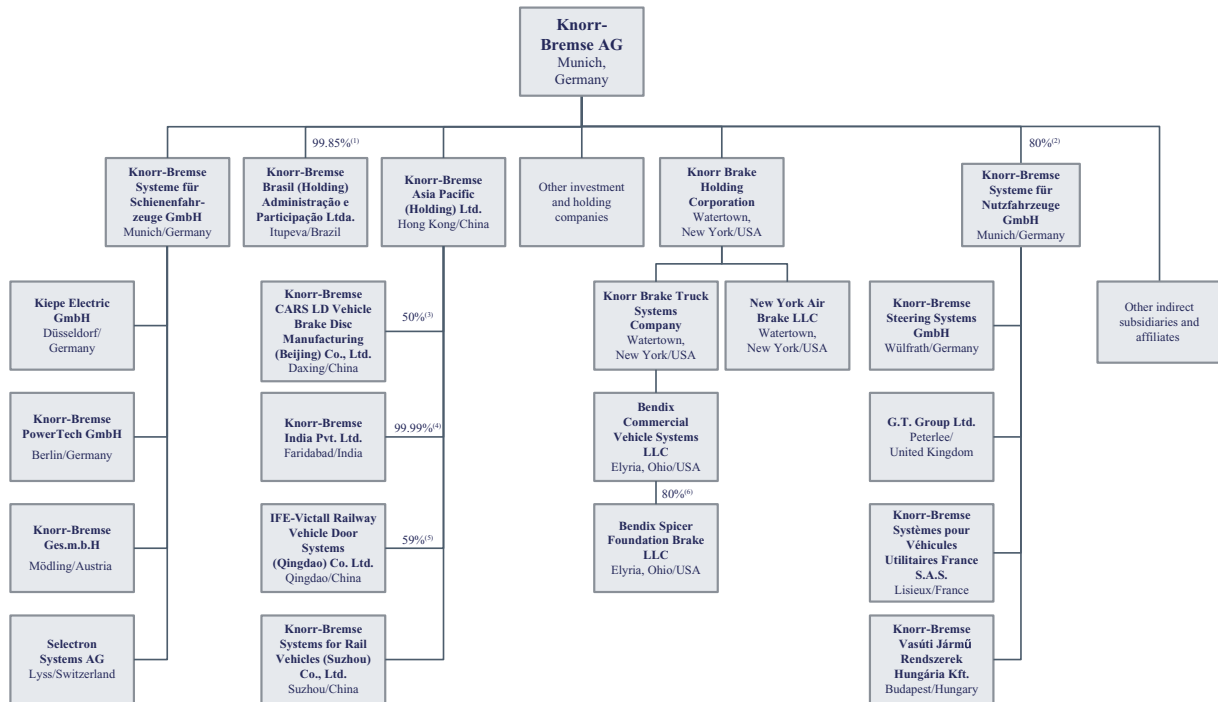 Knorr-
Bremse AG
Munich,
Germany
99.85%(1)
80%(2)
Knorr-Bremse
Systeme für
Schienenfahr-
zeuge GmbH
Munich/Germany
Knorr-Bremse
Brasil (Holding)
Administração e
Participação Ltda.
Itupeva/Brazil
Knorr-Bremse
Asia Pacific
(Holding) Ltd.
Hong Kong/China
Other investment
and holding
companies
Knorr Brake
Holding
Corporation
Watertown,
New York/USA
Knorr-Bremse
Systeme für
Nutzfahrzeuge
GmbH
Munich/Germany
Kiepe Electric
GmbH
Düsseldorf/
Germany
Knorr-Bremse
CARS LD Vehicle
Brake Disc
Manufacturing
(Beijing) Co., Ltd.
Daxing/China
50%(3)
Knorr Brake Truck
Systems
Company
Watertown,
New York/USA
New York Air
Brake LLC
Watertown,
New York/USA
Knorr-Bremse
Steering Systems
GmbH
Wülfrath/Germany
Other indirect
subsidiaries and
affiliates
Knorr-Bremse
PowerTech GmbH
Berlin/Germany
Knorr-Bremse
India Pvt. Ltd.
Faridabad/India
99.99%(4)
Bendix
Commercial
Vehicle Systems
LLC
Elyria, Ohio/USA
G.T. Group Ltd.
Peterlee/
United Kingdom
80%(6)
Knorr-Bremse
Ges.m.b.H
Mödling/Austria
IFE-Victall Railway
Vehicle Door
Systems
(Qingdao) Co. Ltd.
Qingdao/China
59%(5)
Bendix Spicer
Foundation Brake
LLC
Elyria, Ohio/USA
Knorr-Bremse
Systèmes pour
Véhicules
Utilitaires France
S.A.S.
Lisieux/France
Selectron
Systems AG
Lyss/Switzerland
Knorr-Bremse
Systems for Rail
Vehicles (Suzhou)
Co., Ltd.
Suzhou/China
Knorr-Bremse
Vasúti Jármű
Rendszerek
Hungária Kft.
Budapest/Hungary